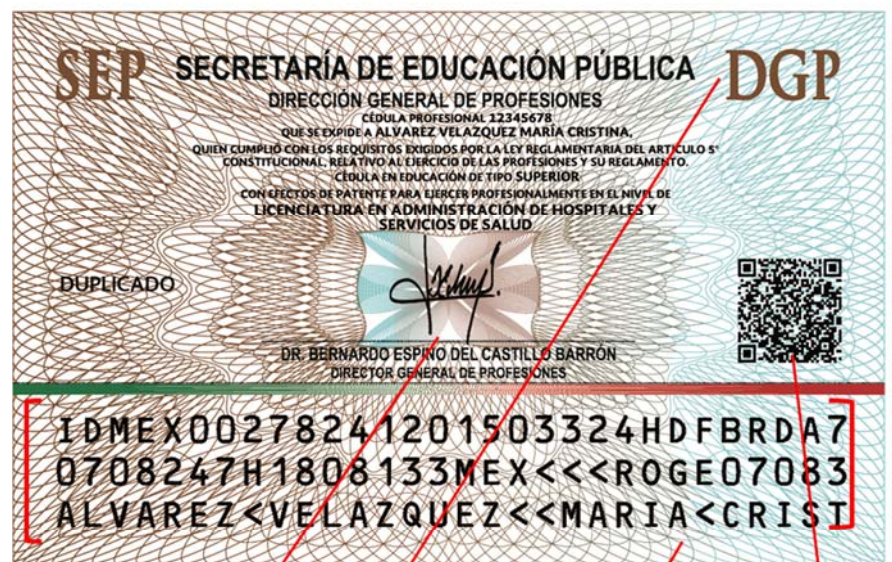 SEP
DGP
SECRETARÍA DE EDUCACIÓN PÚBLICA
DIRECCIÓN GENERAL DE PROFESIONES
CÉDULA PROFESIONAL 12345678
QUE SE EXPIDE A ALVAREZ VELAZQUEZ MARÍA CRISTINA,
QUIEN CUMPLIÓ CON LOS REQUISITOS EXIGIDOS POR LA LEY REGLAMENTARIA DEL ARTÍCULO 5°
CONSTITUCIONAL, RELATIVO AL EJERCICIO DE LAS PROFESIONES Y SU REGLAMENTO.
CÉDULA EN EDUCACIÓN DE TIPO SUPERIOR
CON EFECTOS DE PATENTE PARA EJERCER PROFESIONALMENTE EN EL NIVEL DE
LICENCIATURA EN ADMINISTRACIÓN DE HOSPITALES Y
SERVICIOS DE SALUD
DUPLICADO
DR. BERNARDO ESPINO DEL CASTILLO BARRÓN
DIRECTOR GENERAL DE PROFESIONES
IDMEX00278241201503324HDFBRDA7
0708247H1808133MEX<<<ROGE07083
ALVAREZ<VELAZQUEZ<<MARIA<CRIST